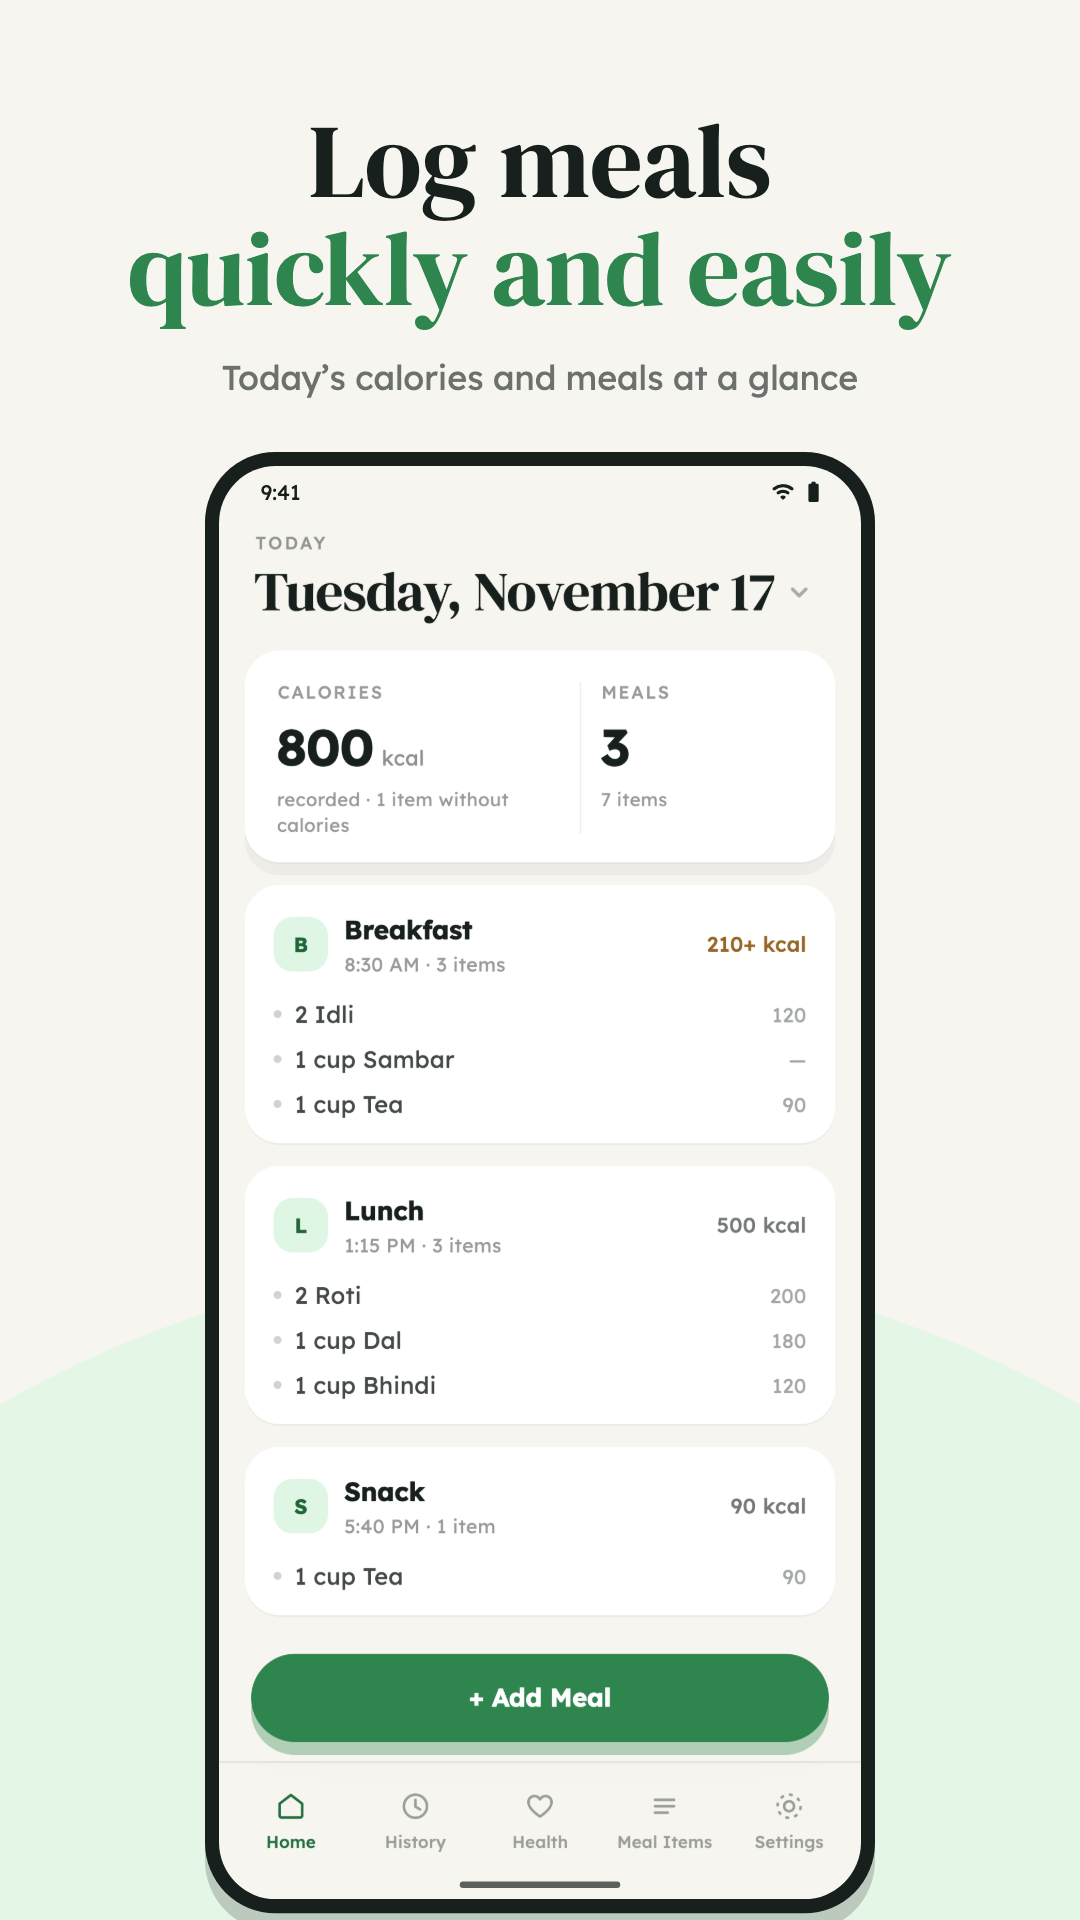 Log meals
quickly and easily
Today’s calories and meals at a glance
9:41
TODAY
Tuesday, November 17
CALORIES
800 kcal
recorded · 1 item without
calories
MEALS
3
7 items
B
Breakfast
8:30 AM · 3 items
210+ kcal
2 Idli 120
1 cup Sambar —
1 cup Tea 90
L
Lunch
1:15 PM · 3 items
500 kcal
2 Roti 200
1 cup Dal 180
1 cup Bhindi 120
S
Snack
5:40 PM · 1 item
90 kcal
1 cup Tea 90
+ Add Meal
Home History Health Meal Items Settings